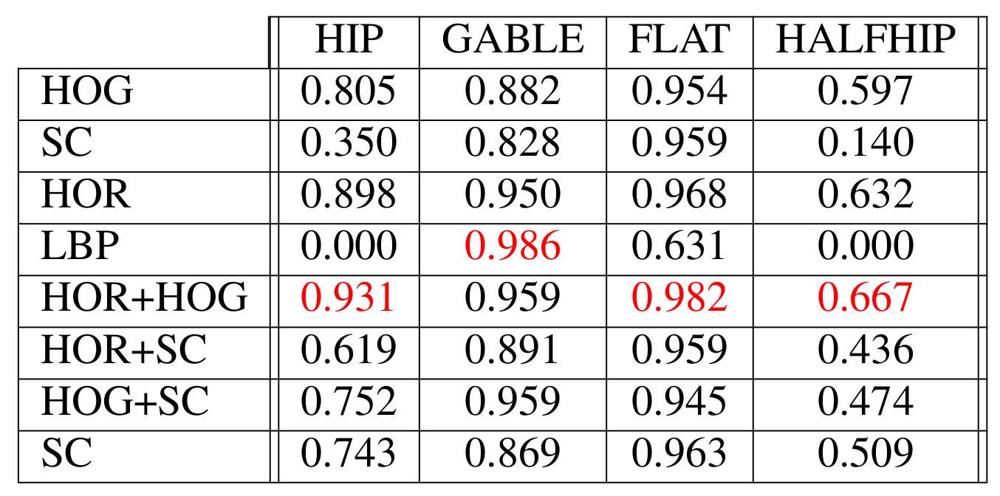 HIP GABLE FLAT HALFHIP
HOG 0.805 0.882 0.954 0.597
SC 0.350 0.828 0.959 0.140
HOR 0.898 0.950 0.968 0.632
LBP 0.000 0.986 0.631 0.000
HOR+HOG 0.931 0.959 0.982 0.667
HOR+SC 0.619 0.891 0.959 0.436
HOG+SC 0.752 0.959 0.945 0.474
SC 0.743 0.869 0.963 0.509